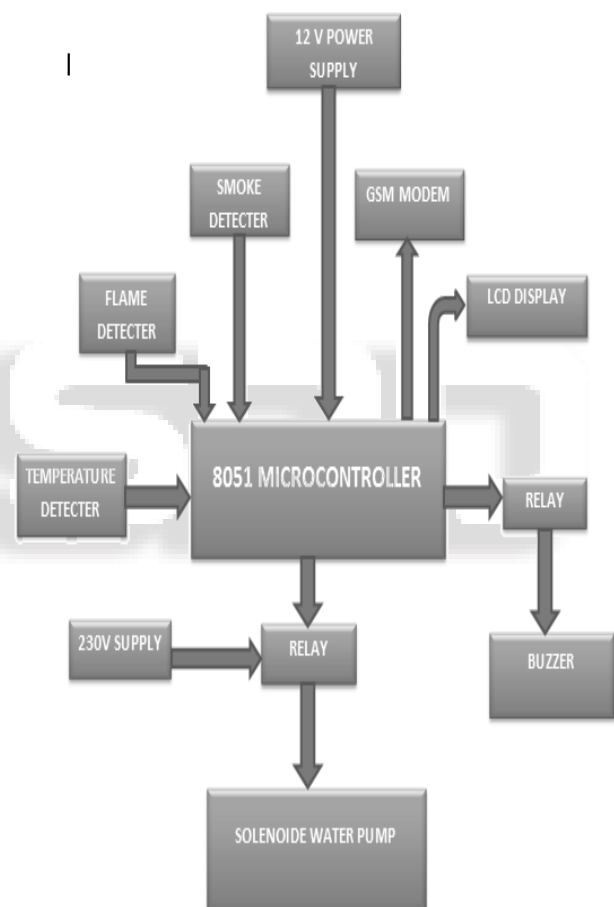 |
12 V POWER
SUPPLY
SMOKE
DETECTER
GSM MODEM
FLAME
DETECTER
LCD DISPLAY
TEMPERATURE
DETECTER
8051 MICROCONTROLLER
RELAY
230V SUPPLY
RELAY
BUZZER
SOLENOIDE WATER PUMP